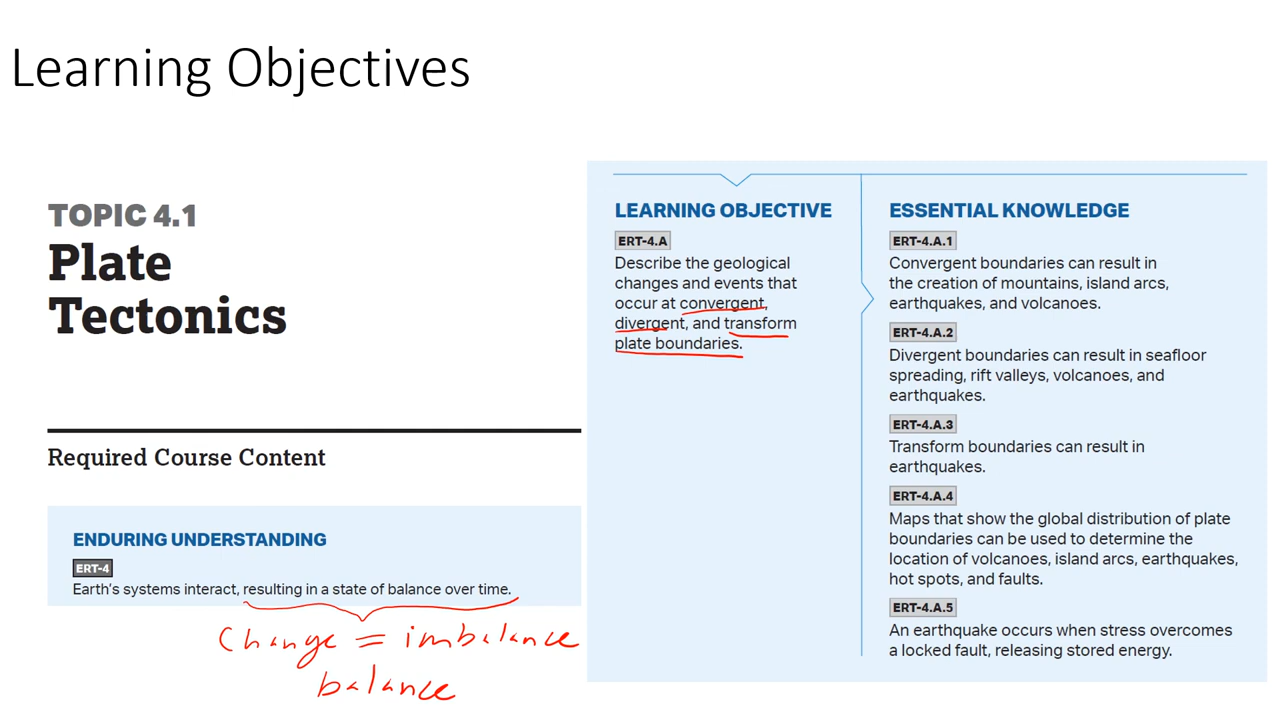 Learning Objectives
TOPIC 4.1
Plate
Tectonics
Required Course Content
ENDURING UNDERSTANDING
ERT-4
Earth's systems interact, resulting in a state of balance over time.
Change = imbalance
balance
LEARNING OBJECTIVE
ERT-4.A
Describe the geological
changes and events that
occur at convergent,
divergent, and transform
plate boundaries.
ESSENTIAL KNOWLEDGE
ERT-4.A.1
Convergent boundaries can result in
the creation of mountains, island arcs,
earthquakes, and volcanoes.
ERT-4.A.2
Divergent boundaries can result in seafloor
spreading, rift valleys, volcanoes, and
earthquakes.
ERT-4.A.3
Transform boundaries can result in
earthquakes.
ERT-4.A.4
Maps that show the global distribution of plate
boundaries can be used to determine the
location of volcanoes, island arcs, earthquakes,
hot spots, and faults.
ERT-4.A.5
An earthquake occurs when stress overcomes
a locked fault, releasing stored energy.